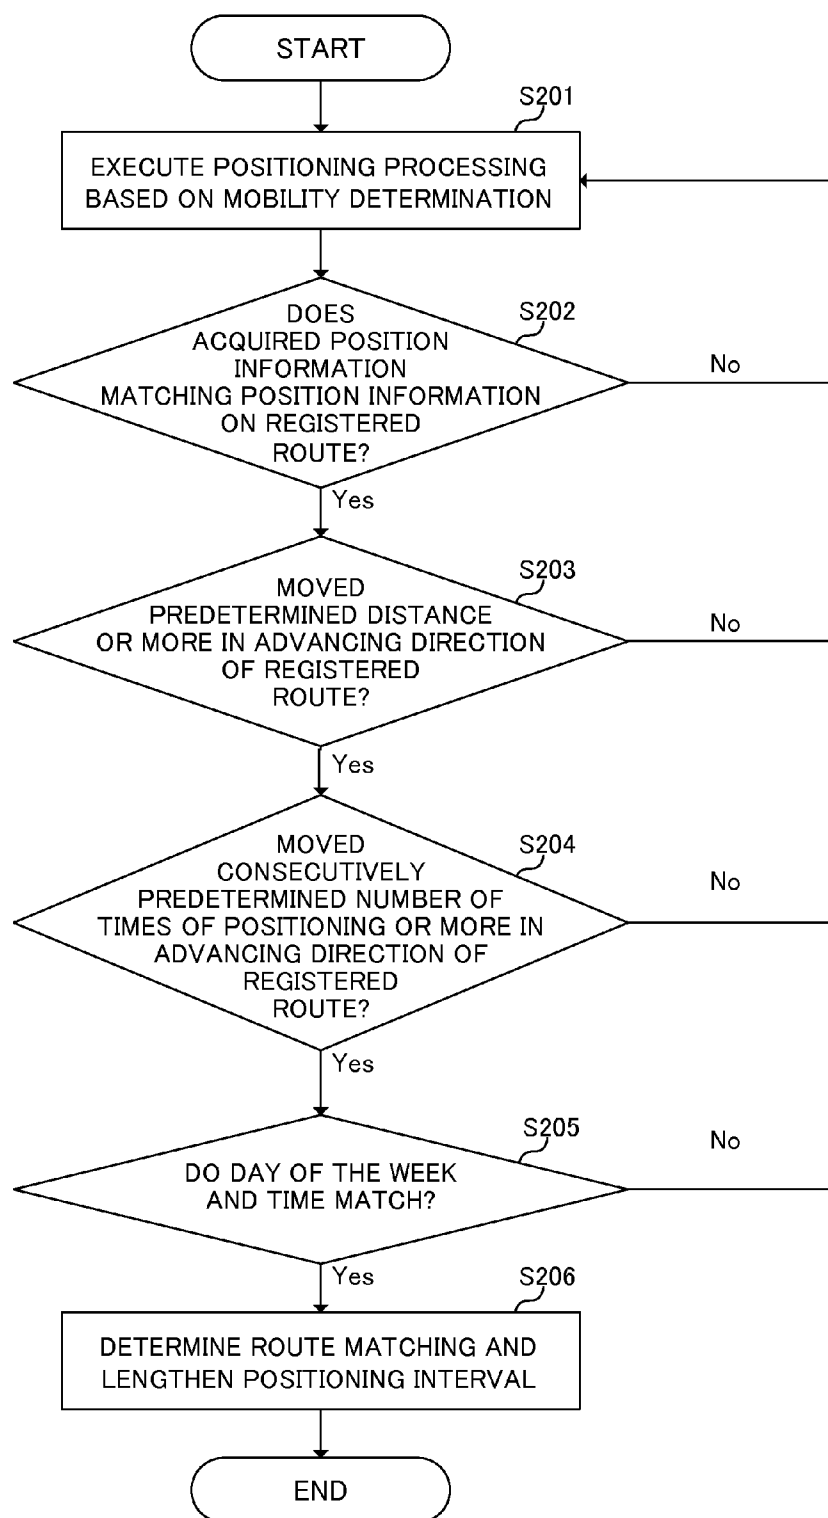 START
S201
EXECUTE POSITIONING PROCESSING
BASED ON MOBILITY DETERMINATION
S202
DOES
ACQUIRED POSITION
INFORMATION
MATCHING POSITION INFORMATION
ON REGISTERED
ROUTE?
No
Yes
S203
MOVED
PREDETERMINED DISTANCE
OR MORE IN ADVANCING DIRECTION
OF REGISTERED
ROUTE?
No
Yes
S204
MOVED
CONSECUTIVELY
PREDETERMINED NUMBER OF
TIMES OF POSITIONING OR MORE IN
ADVANCING DIRECTION OF
REGISTERED
ROUTE?
No
Yes
S205
DO DAY OF THE WEEK
AND TIME MATCH?
No
Yes
S206
DETERMINE ROUTE MATCHING AND
LENGTHEN POSITIONING INTERVAL
END